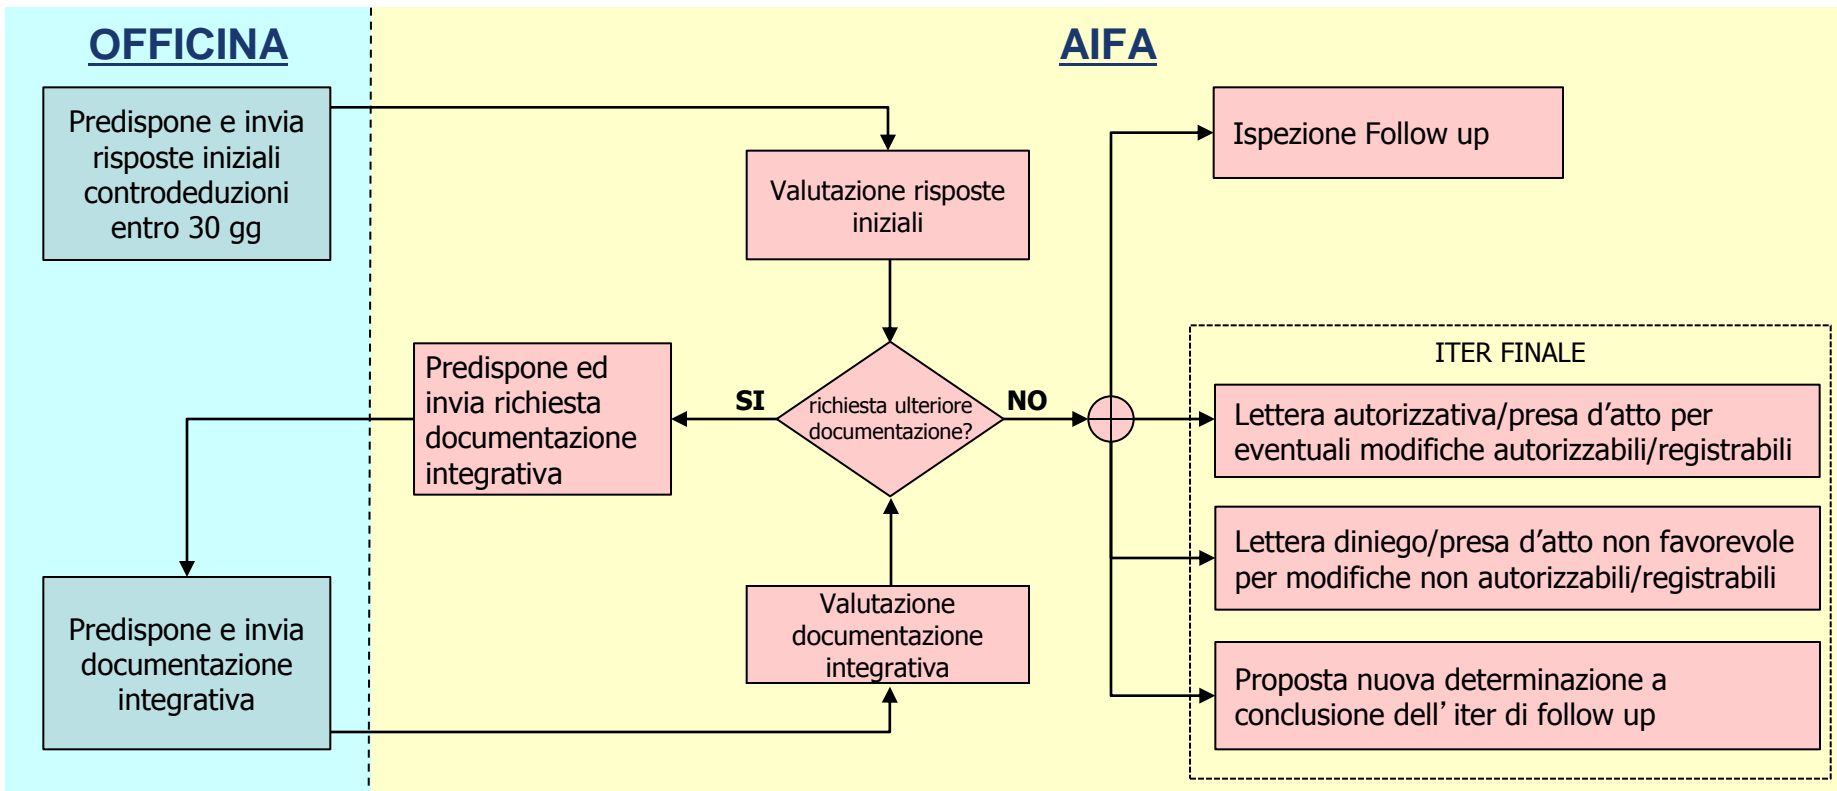 OFFICINA
AIFA
Predispone e invia
risposte iniziali
controdeduzioni
entro 30 gg
Valutazione risposte
iniziali
Ispezione Follow up
Predispone ed
invia richiesta
documentazione
integrativa
SI
richiesta ulteriore
documentazione?
NO
ITER FINALE
Lettera autorizzativa/presa d’atto per
eventuali modifiche autorizzabili/registrabili
Lettera diniego/presa d’atto non favorevole
per modifiche non autorizzabili/registrabili
Proposta nuova determinazione a
conclusione dell’ iter di follow up
Predispone e invia
documentazione
integrativa
Valutazione
documentazione
integrativa